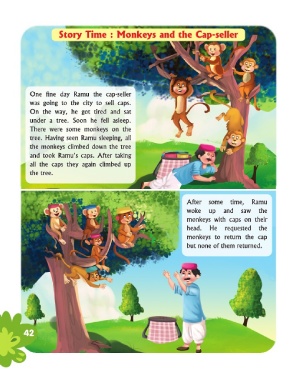 Story Time : Monkeys and the Cap-seller
One fine day Ramu the cap-seller
was going to the city to sell caps.
On the way, he got tired and sat
under a tree. Soon he fell asleep.
There were some monkeys on the
tree. Having seen Ramu sleeping, all
the monkeys climbed down the tree
and took Ramu's caps. After taking
all the caps they again climbed up
the tree.
After some time, Ramu
woke up and saw the
monkeys with caps on their
head. He requested the
monkeys to return the cap
but none of them returned.
42